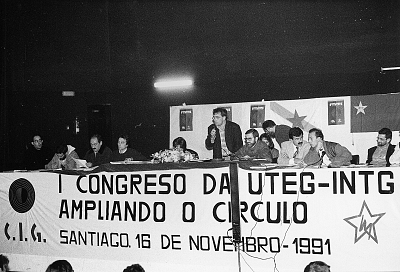 I CONGRESO DA UTEG-INTG
AMPLIANDO O CIRCULO
C.I.G. SANTIAGO, 16 DE NOVEMBRO-1991